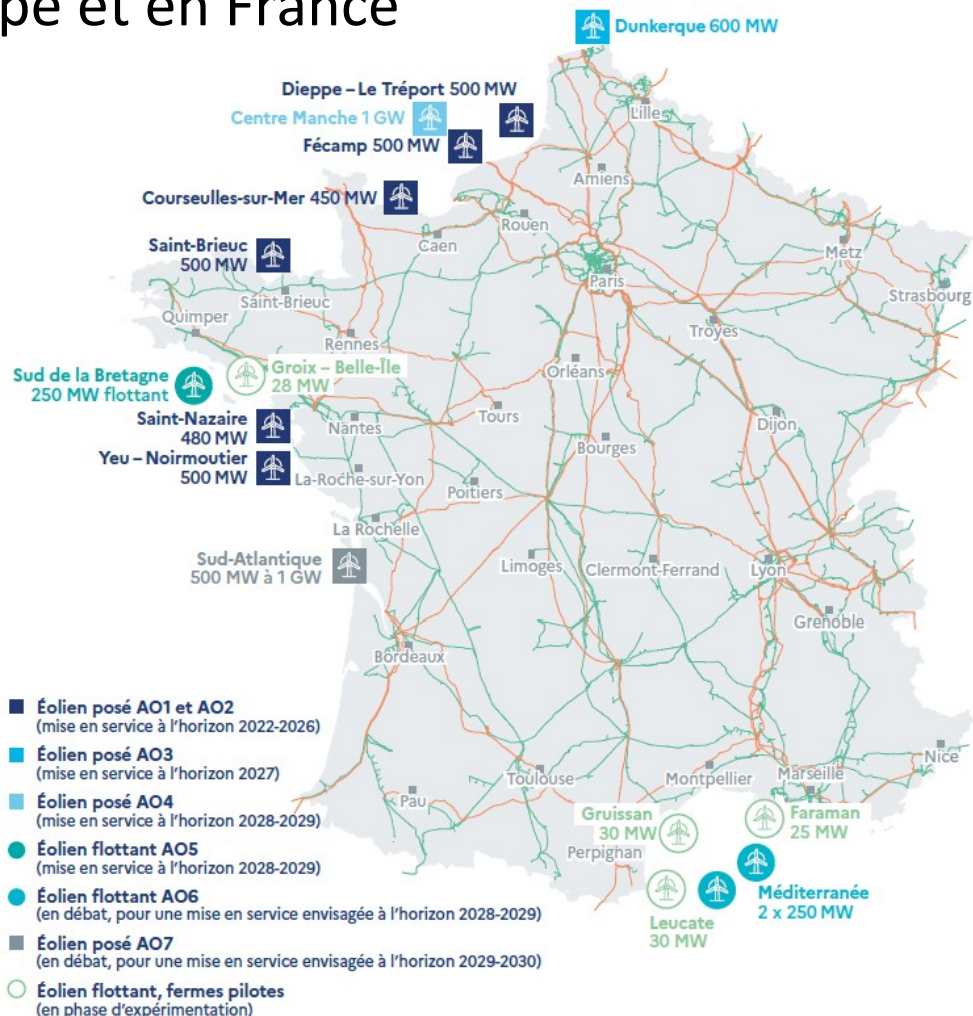 pe et en France
Dunkerque 600 MW
Dieppe – Le Tréport 500 MW
Centre Manche 1 GW
Fécamp 500 MW
Courseulles-sur-Mer 450 MW
Saint-Brieuc
500 MW
Sud de la Bretagne
250 MW flottant
Groix – Belle-Île
28 MW
Saint-Nazaire
480 MW
Yeu – Noirmoutier
500 MW
Sud-Atlantique
500 MW à 1 GW
Lille
Amiens
Rouen
Caen
Metz
Paris
Strasbourg
Saint-Brieuc
Quimper
Rennes
Troyes
Orléans
Tours
Nantes
Dijon
Bourges
La-Roche-sur-Yon
Poitiers
La Rochelle
Limoges
Clermont-Ferrand
Lyon
Grenoble
Bordeaux
Nice
Toulouse
Montpellier
Marseille
Pau
Perpignan
Gruissan
30 MW
Faraman
25 MW
Méditerranée
2 x 250 MW
Leucate
30 MW
Éolien posé AO1 et AO2
(mise en service à l'horizon 2022-2026)
Éolien posé AO3
(mise en service à l'horizon 2027)
Éolien posé AO4
(mise en service à l'horizon 2028-2029)
Éolien flottant AO5
(mise en service à l'horizon 2028-2029)
Éolien flottant AO6
(en débat, pour une mise en service envisagée à l'horizon 2028-2029)
Éolien posé AO7
(en débat, pour une mise en service envisagée à l'horizon 2029-2030)
Éolien flottant, fermes pilotes
(en phase d'expérimentation)